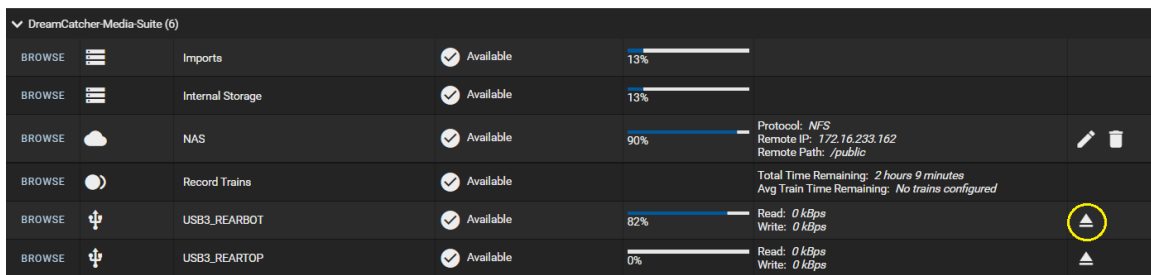 DreamCatcher-Media-Suite (6)
BROWSE Imports Available 13%
BROWSE Internal Storage Available 13%
BROWSE NAS Available 90% Protocol: NFS
Remote IP: 172.16.233.162
Remote Path: /public
BROWSE Record Trains Available Total Time Remaining: 2 hours 9 minutes
Avg Train Time Remaining: No trains configured
BROWSE USB3_REARBOT Available 82% Read: 0 kBps
Write: 0 kBps
BROWSE USB3_REARTOP Available 0% Read: 0 kBps
Write: 0 kBps